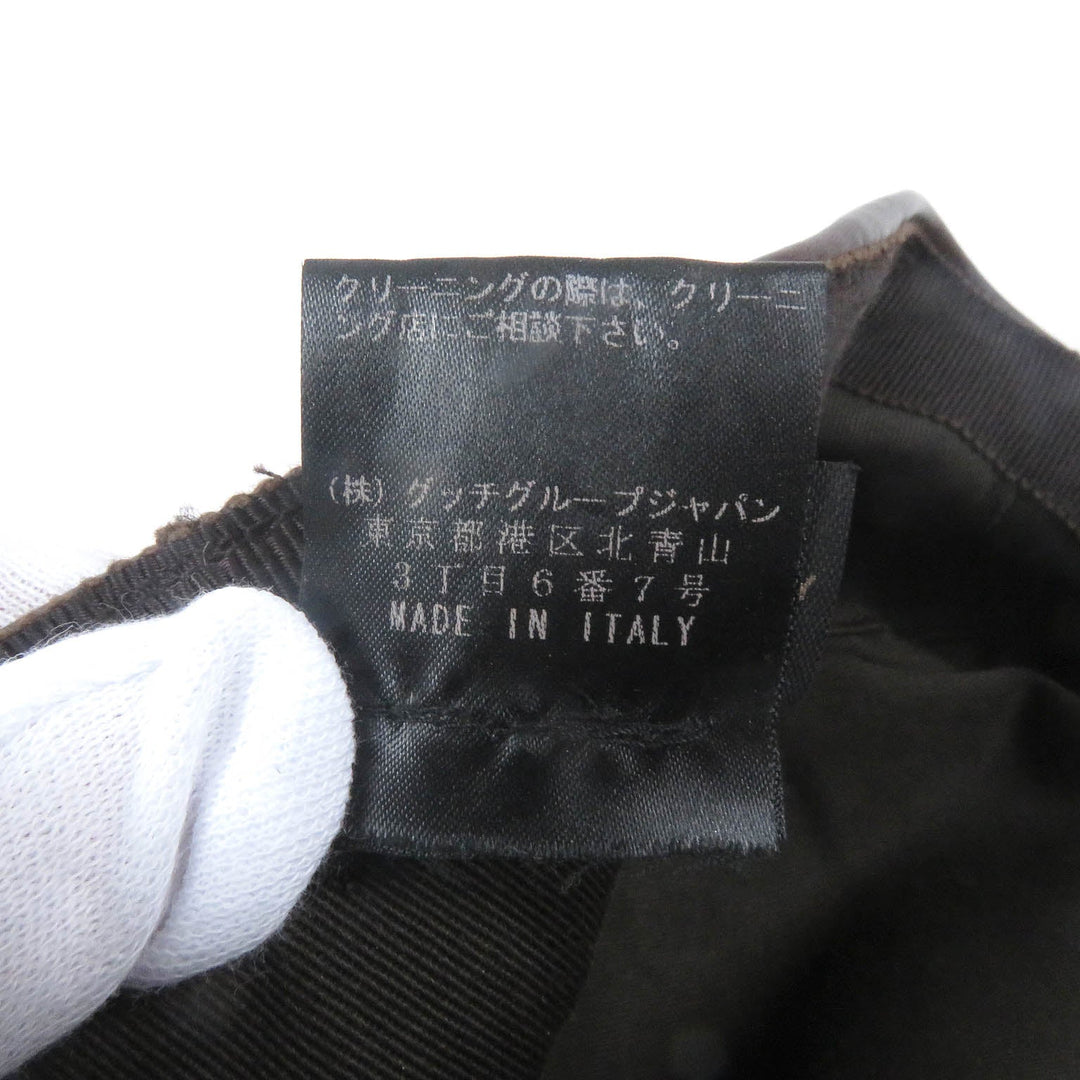 クリーニングの際は、クリーニ
ング店にご相談下さい。
(株)グッチグループジャパン
東京都港区北青山
3丁目6番7号
MADE IN ITALY